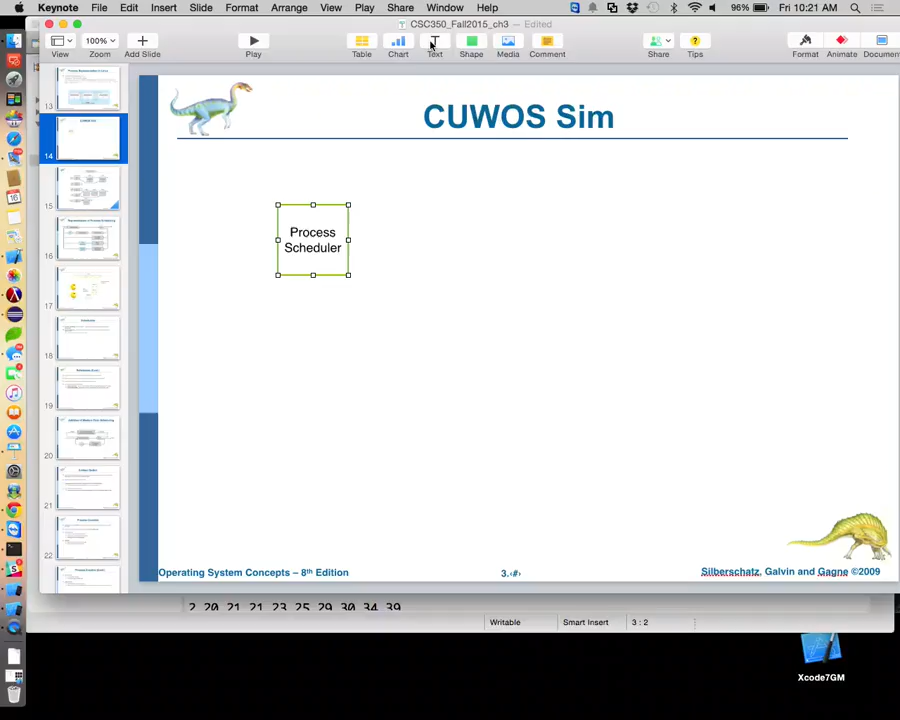 Keynote File Edit Insert Slide Format Arrange View Play Share Window Help
96% Fri 10:21 AM
CSC350_Fall2015_ch3 — Edited
100%
View Zoom Add Slide Play Table Chart Text Shape Media Comment Share Tips Format Animate Document
13
14
15
16
17
18
19
20
21
22
CUWOS Sim
Process
Scheduler
Operating System Concepts – 8th Edition
3.‹#›
Silberschatz, Galvin and Gagne ©2009
2 20 21 21 23 25 29 30 34 39
Writable Smart Insert 3 : 2
Xcode7GM